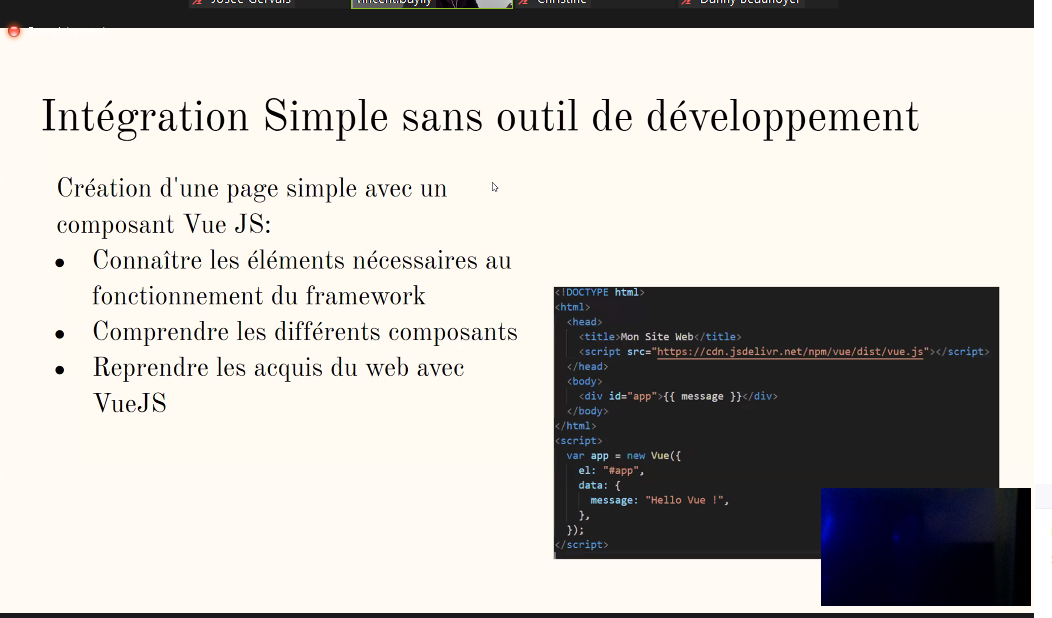 Josée Gervais
vincent.bayly
Christine
Danny Beaunoyer
Intégration Simple sans outil de développement
Création d'une page simple avec un
composant Vue JS:
● Connaître les éléments nécessaires au
fonctionnement du framework
● Comprendre les différents composants
● Reprendre les acquis du web avec
VueJS
<!DOCTYPE html>
<html>
<head>
<title>Mon Site Web</title>
<script src="https://cdn.jsdelivr.net/npm/vue/dist/vue.js"></script>
</head>
<body>
<div id="app">{{ message }}</div>
</body>
</html>
<script>
var app = new Vue({
el: "#app",
data: {
message: "Hello Vue !",
},
});
</script>